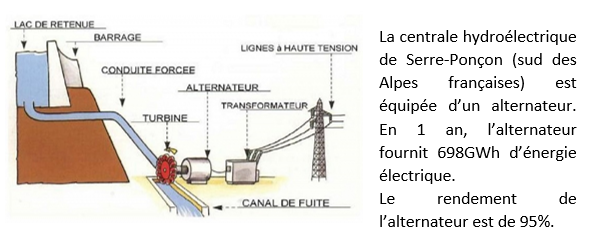 LAC DE RETENUE
BARRAGE
LIGNES à HAUTE TENSION
CONDUITE FORCEE
ALTERNATEUR
TRANSFORMATEUR
TURBINE
CANAL DE FUITE
La centrale hydroélectrique
de Serre-Ponçon (sud des
Alpes françaises) est
équipée d’un alternateur.
En 1 an, l’alternateur
fournit 698GWh d’énergie
électrique.
Le rendement de
l’alternateur est de 95%.